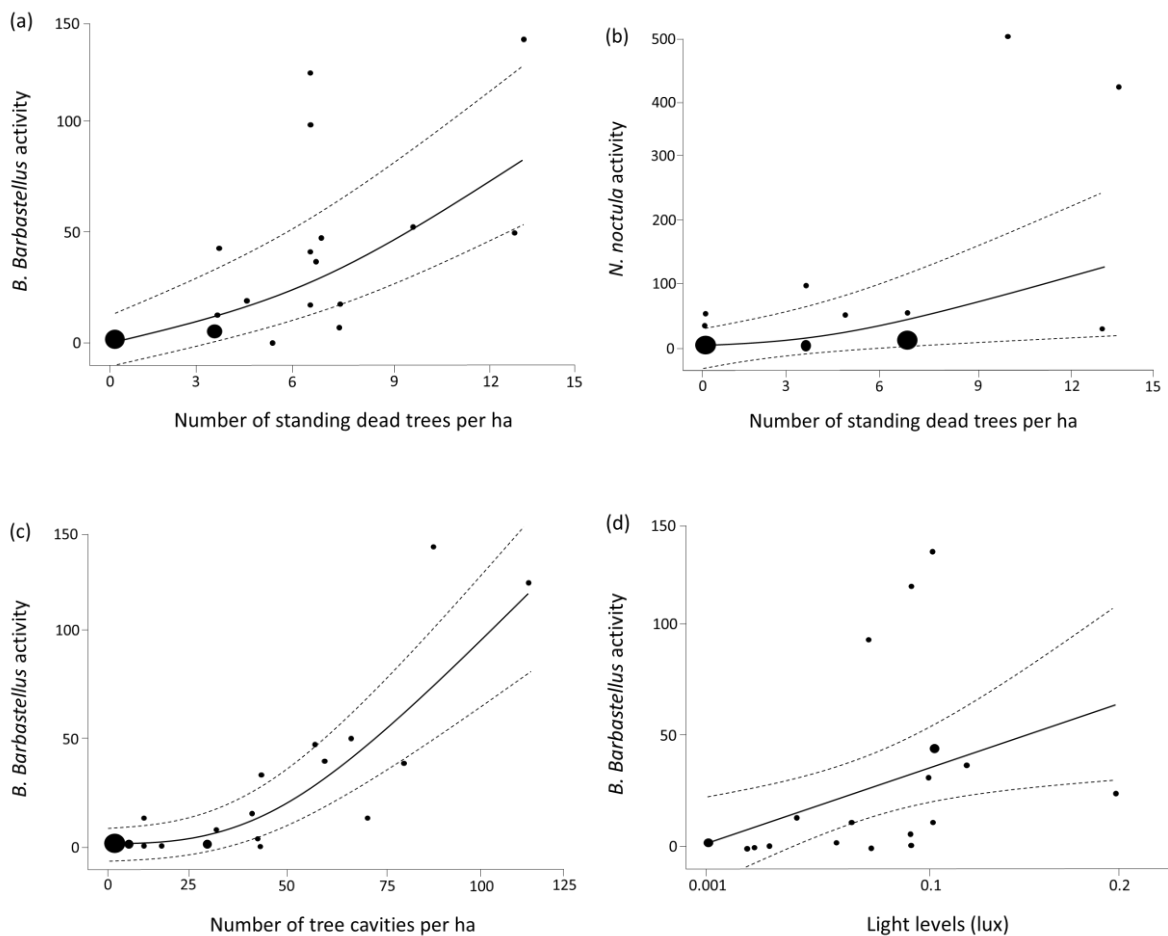 (a)
150
100
50
0
B. Barbastellus activity
0 3 6 9 12 15
Number of standing dead trees per ha
(b)
500
400
300
200
100
0
N. noctula activity
0 3 6 9 12 15
Number of standing dead trees per ha
(c)
150
100
50
0
B. Barbastellus activity
0 25 50 75 100 125
Number of tree cavities per ha
(d)
150
100
50
0
B. Barbastellus activity
0.001 0.1 0.2
Light levels (lux)